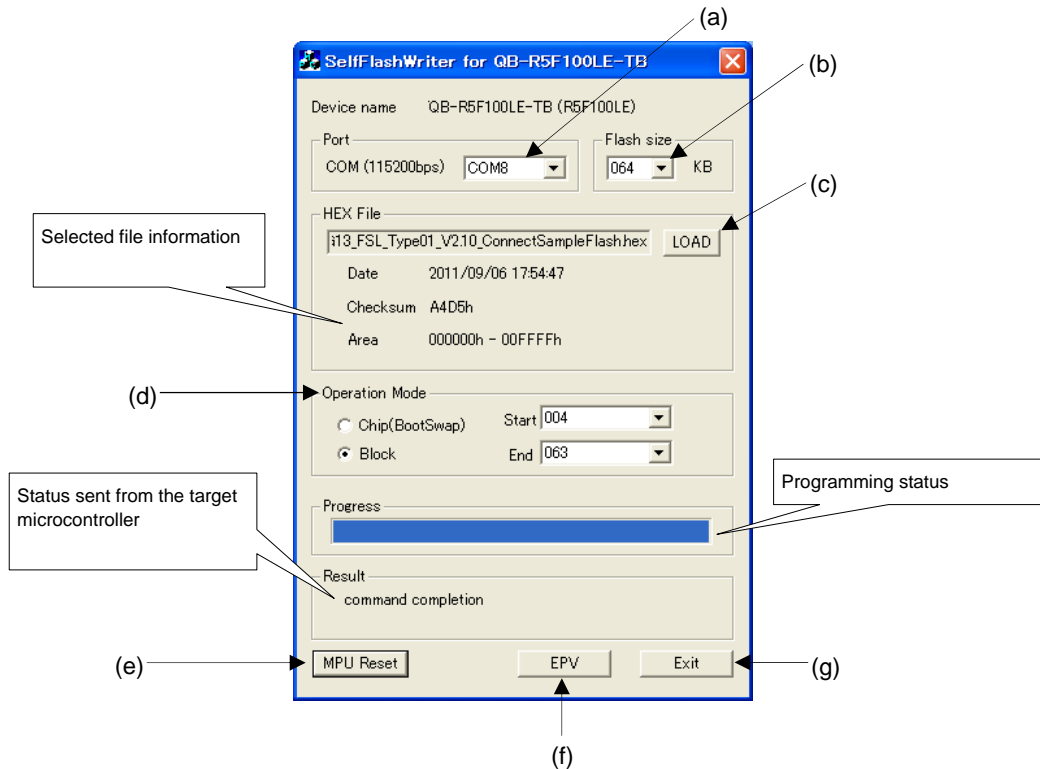 (a)
SelfFlashWriter for QB-R5F100LE-TB
(b)
Device name QB-R5F100LE-TB (R5F100LE)
Port
Flash size
COM (115200bps) COM8
064 KB
(c)
HEX File
Selected file information
i13_FSL_Type01_V2.10_ConnectSampleFlash.hex LOAD
Date 2011/09/06 17:54:47
Checksum A4D5h
Area 000000h - 00FFFFh
(d)
Operation Mode
Chip(BootSwap) Start 004
Block End 063
Status sent from the target
microcontroller
Programming status
Progress
Result
command completion
(e)
MPU Reset EPV Exit
(g)
(f)